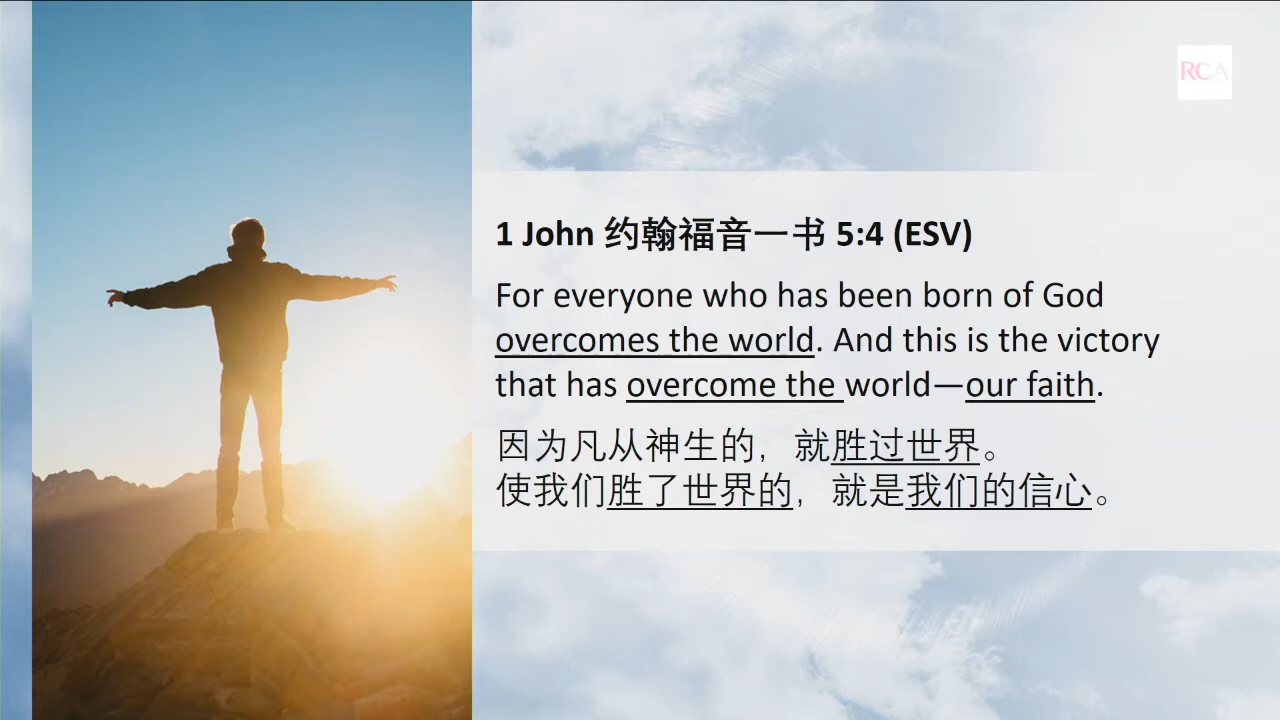 RCA
1 John 约翰福音一书 5:4 (ESV)
For everyone who has been born of God
overcomes the world. And this is the victory
that has overcome the world—our faith.
因为凡从神生的，就胜过世界。
使我们胜了世界的，就是我们的信心。